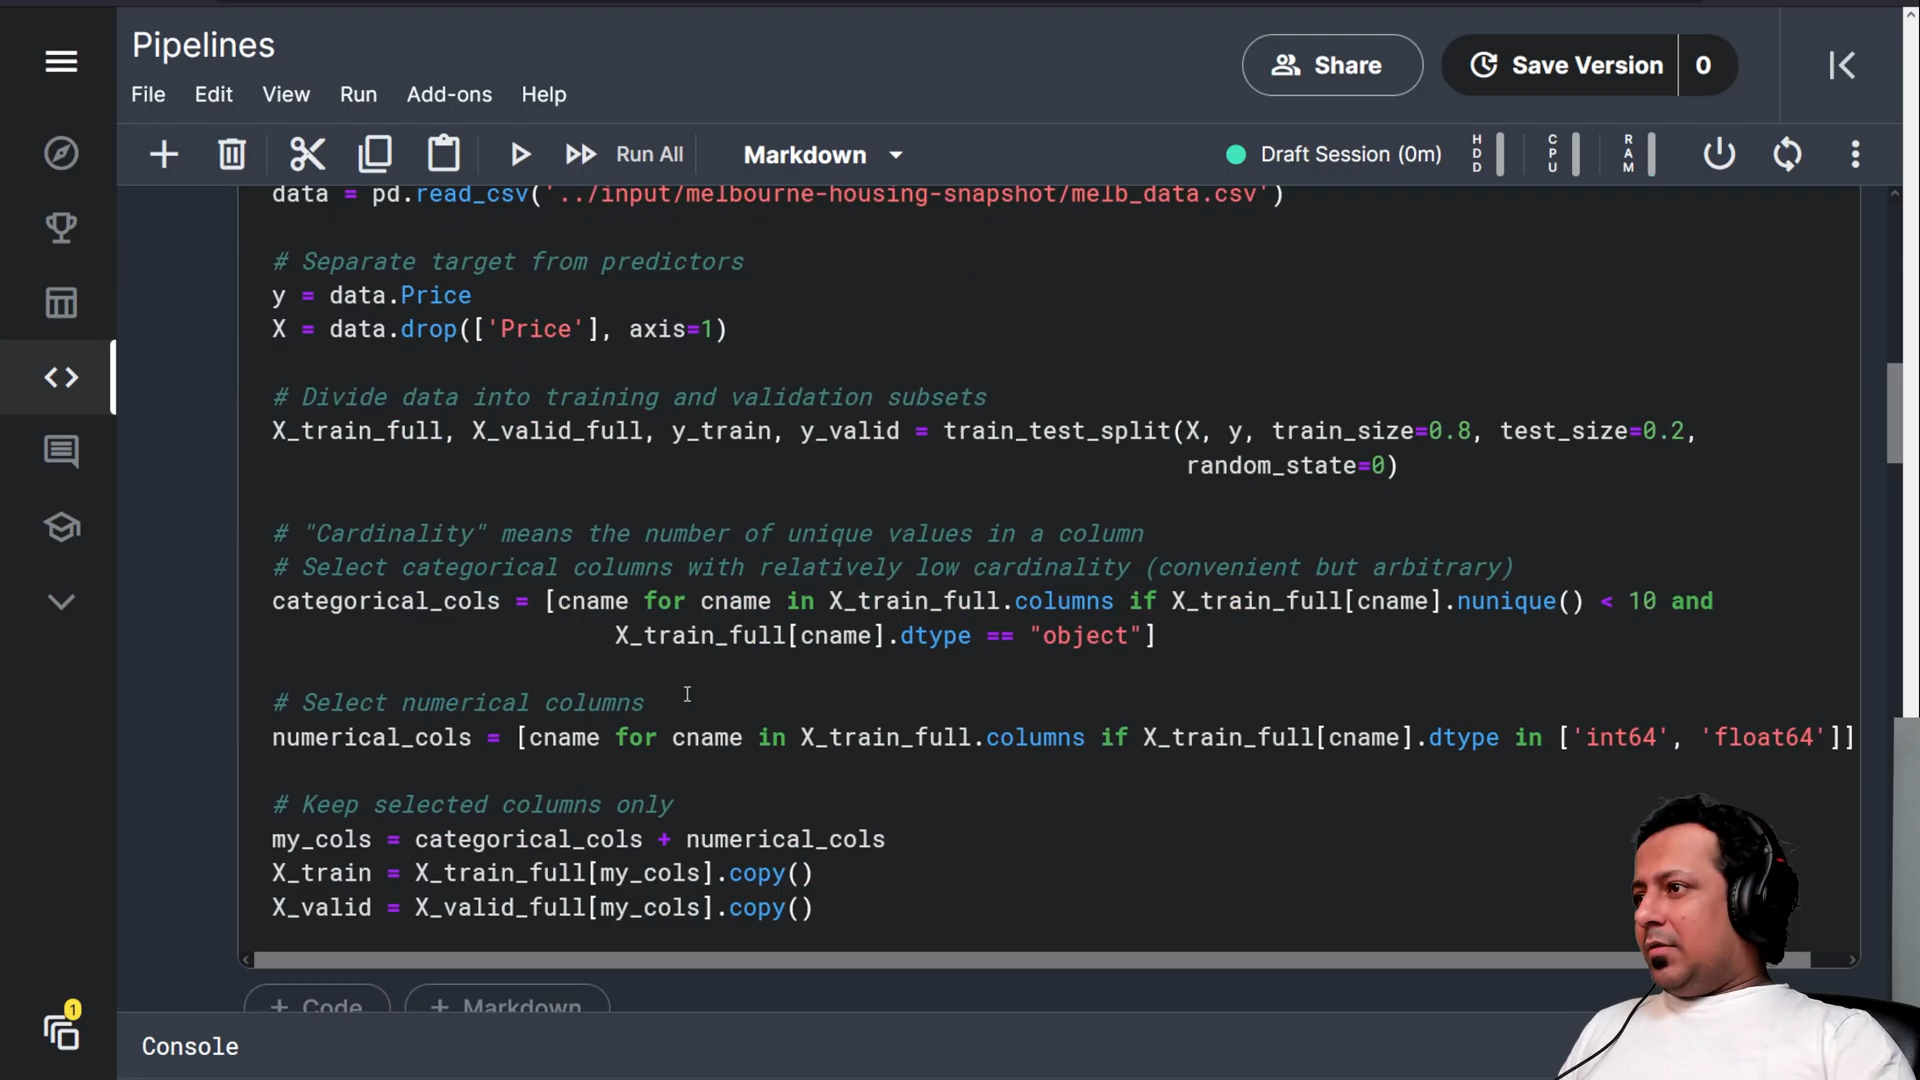 Pipelines
Share
Save Version 0
File Edit View Run Add-ons Help
Run All
Markdown
Draft Session (0m)
HDD
CPU
RAM
data = pd.read_csv('../input/melbourne-housing-snapshot/melb_data.csv')
# Separate target from predictors
y = data.Price
X = data.drop(['Price'], axis=1)
# Divide data into training and validation subsets
X_train_full, X_valid_full, y_train, y_valid = train_test_split(X, y, train_size=0.8, test_size=0.2,
random_state=0)
# "Cardinality" means the number of unique values in a column
# Select categorical columns with relatively low cardinality (convenient but arbitrary)
categorical_cols = [cname for cname in X_train_full.columns if X_train_full[cname].nunique() < 10 and
X_train_full[cname].dtype == "object"]
# Select numerical columns
numerical_cols = [cname for cname in X_train_full.columns if X_train_full[cname].dtype in ['int64', 'float64']]
# Keep selected columns only
my_cols = categorical_cols + numerical_cols
X_train = X_train_full[my_cols].copy()
X_valid = X_valid_full[my_cols].copy()
+ Code + Markdown
1
Console